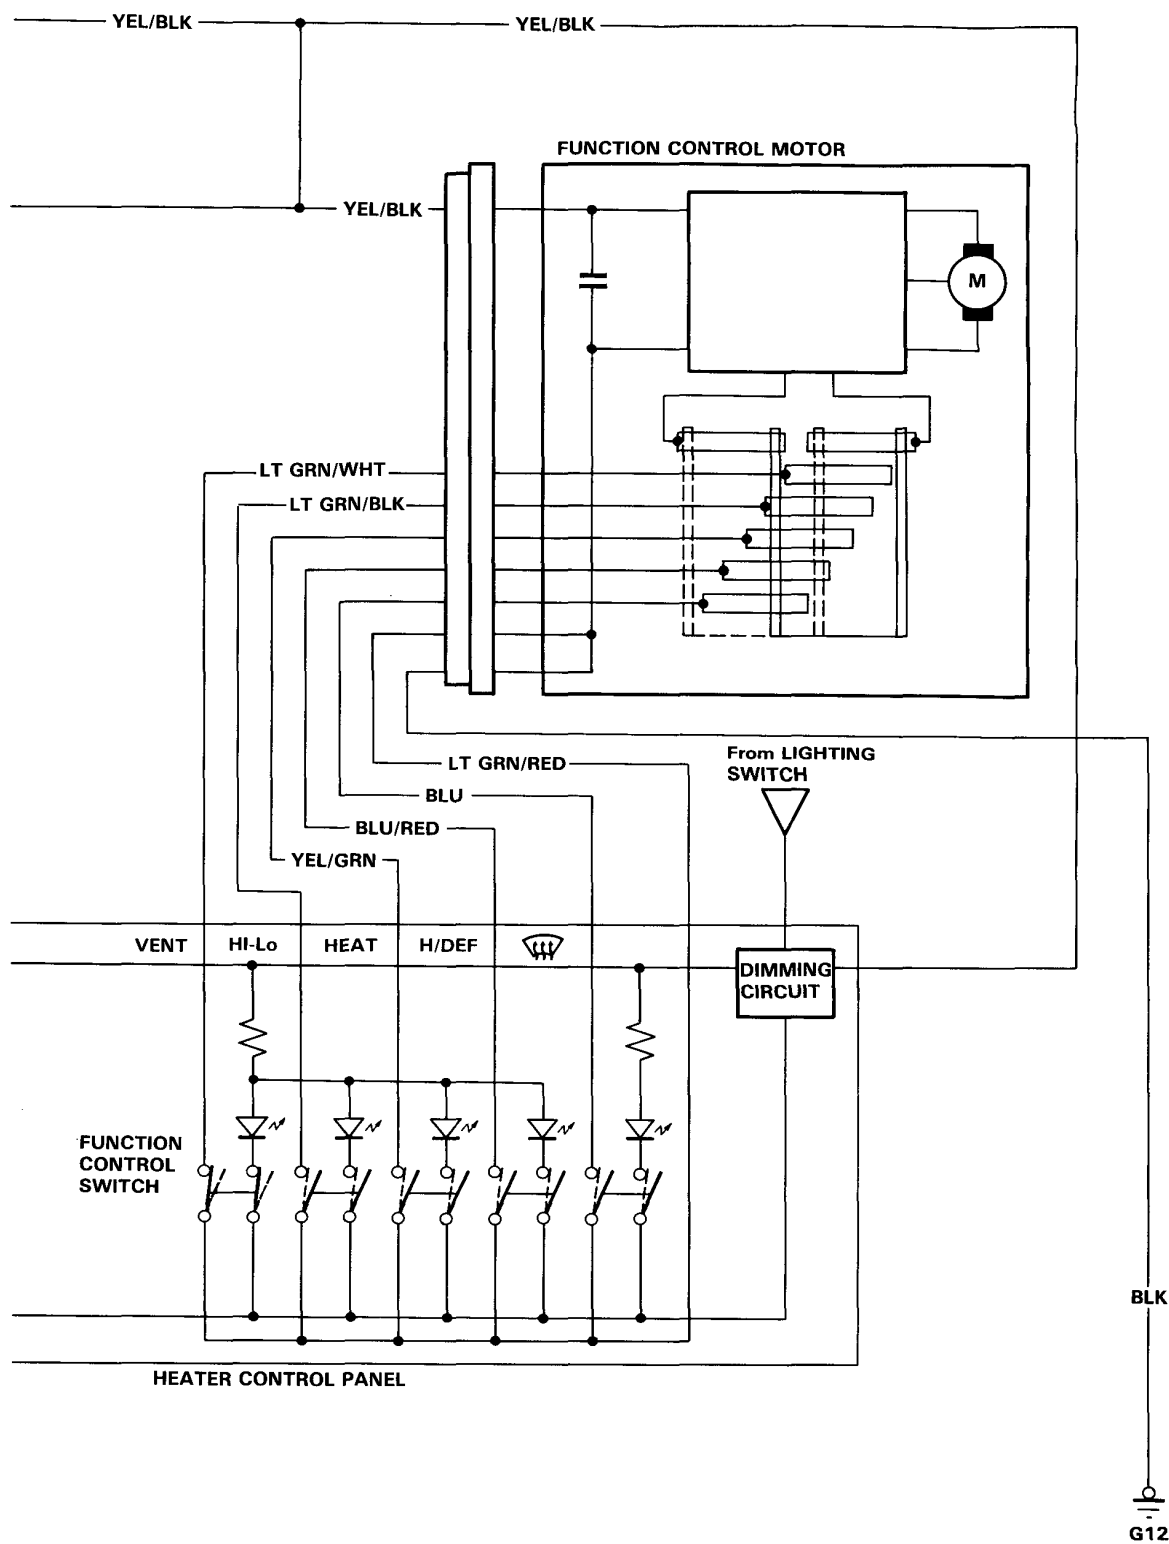 YEL/BLK
YEL/BLK
FUNCTION CONTROL MOTOR
YEL/BLK
M
LT GRN/WHT
LT GRN/BLK
From LIGHTING
SWITCH
LT GRN/RED
BLU
BLU/RED
YEL/GRN
VENT
HI-Lo
HEAT
H/DEF
DIMMING
CIRCUIT
FUNCTION
CONTROL
SWITCH
BLK
HEATER CONTROL PANEL
G12